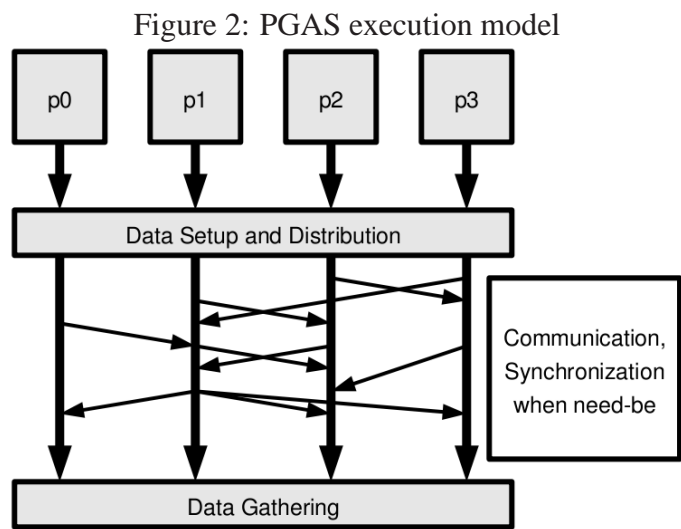 Figure 2: PGAS execution model
p0
p1
p2
p3
Data Setup and Distribution
Communication,
Synchronization
when need-be
Data Gathering